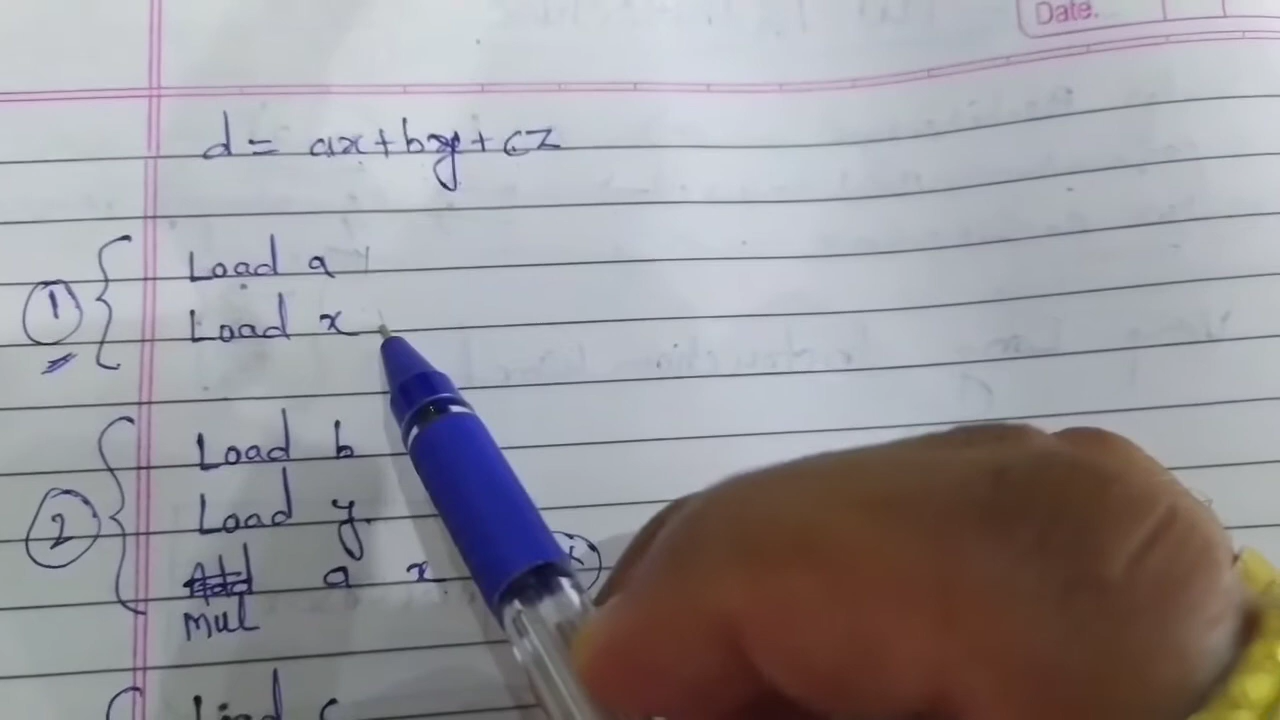 Date.
d = ax + by + cz
1 Load a
Load x
2 Load b
Load y
Add a x
mul
Load c